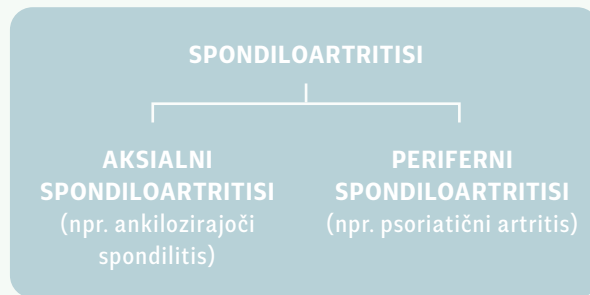 SPONDILOARTRITISI
AKSIALNI
SPONDILOARTRITISI
(npr. ankilozirajoči
spondilitis)
PERIFERNI
SPONDILOARTRITISI
(npr. psoriatični artritis)